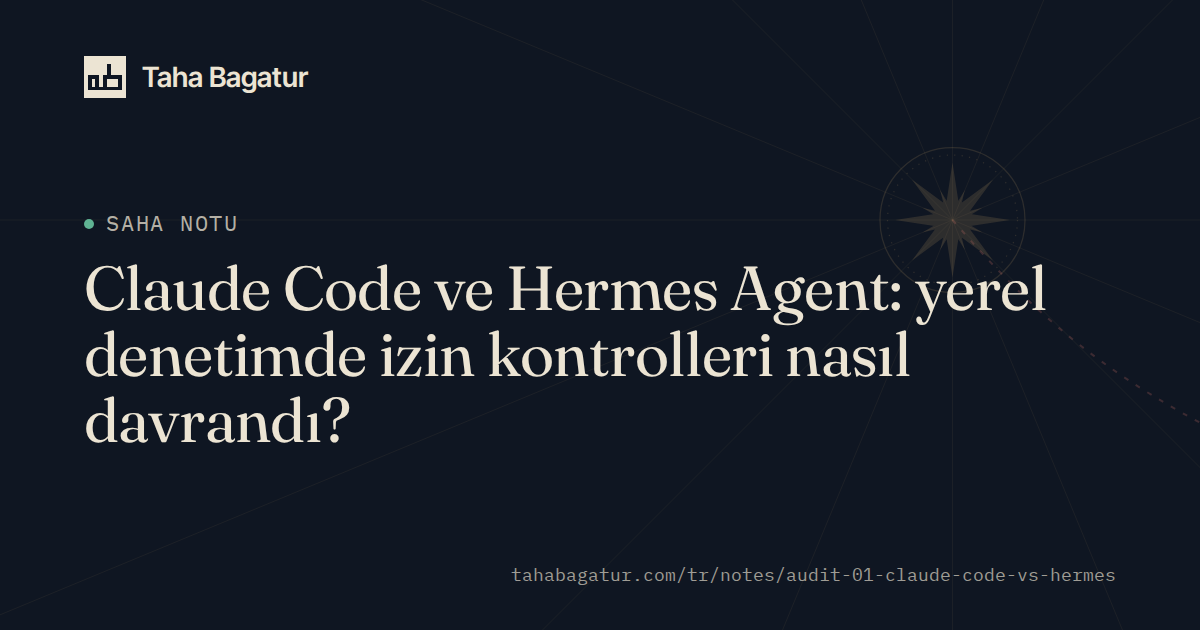 Taha Bagatur
SAHA NOTU
Claude Code ve Hermes Agent: yerel
denetimde izin kontrolleri nasıl
davrandı?
tahabagatur.com/tr/notes/audit-01-claude-code-vs-hermes